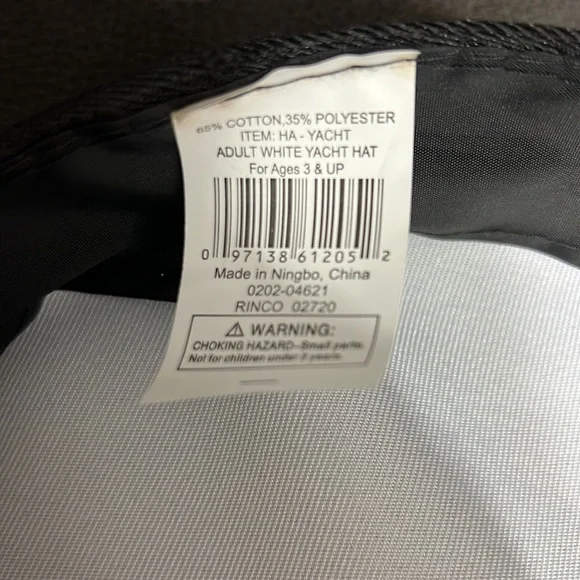 65% COTTON,35% POLYESTER
ITEM: HA - YACHT
ADULT WHITE YACHT HAT
For Ages 3 & UP
0 97138 61205 2
Made in Ningbo, China
0202-04621
RINCO 02720
⚠ WARNING:
CHOKING HAZARD--Small parts.
Not for children under 3 years.